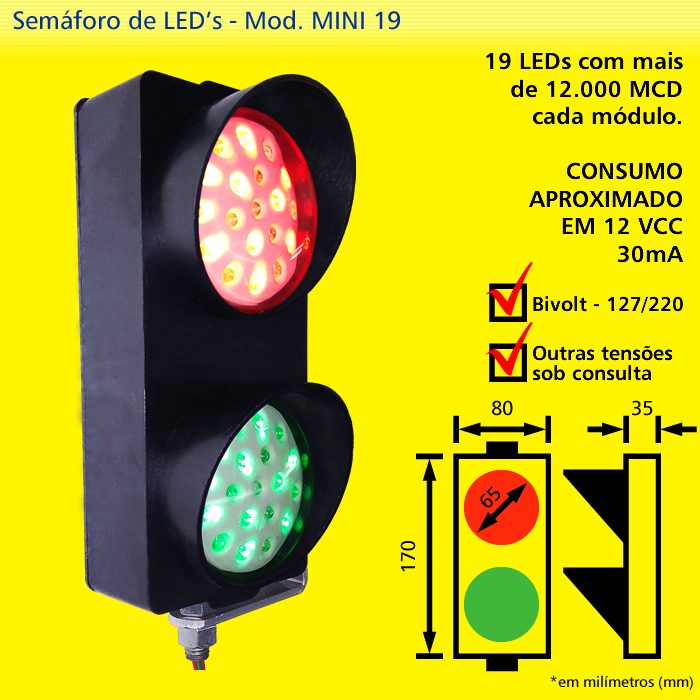 Semáforo de LED's - Mod. MINI 19
19 LEDs com mais
de 12.000 MCD
cada módulo.
CONSUMO
APROXIMADO
EM 12 VCC
30mA
Bivolt - 127/220
Outras tensões
sob consulta
80
35
65
170
*em milímetros (mm)